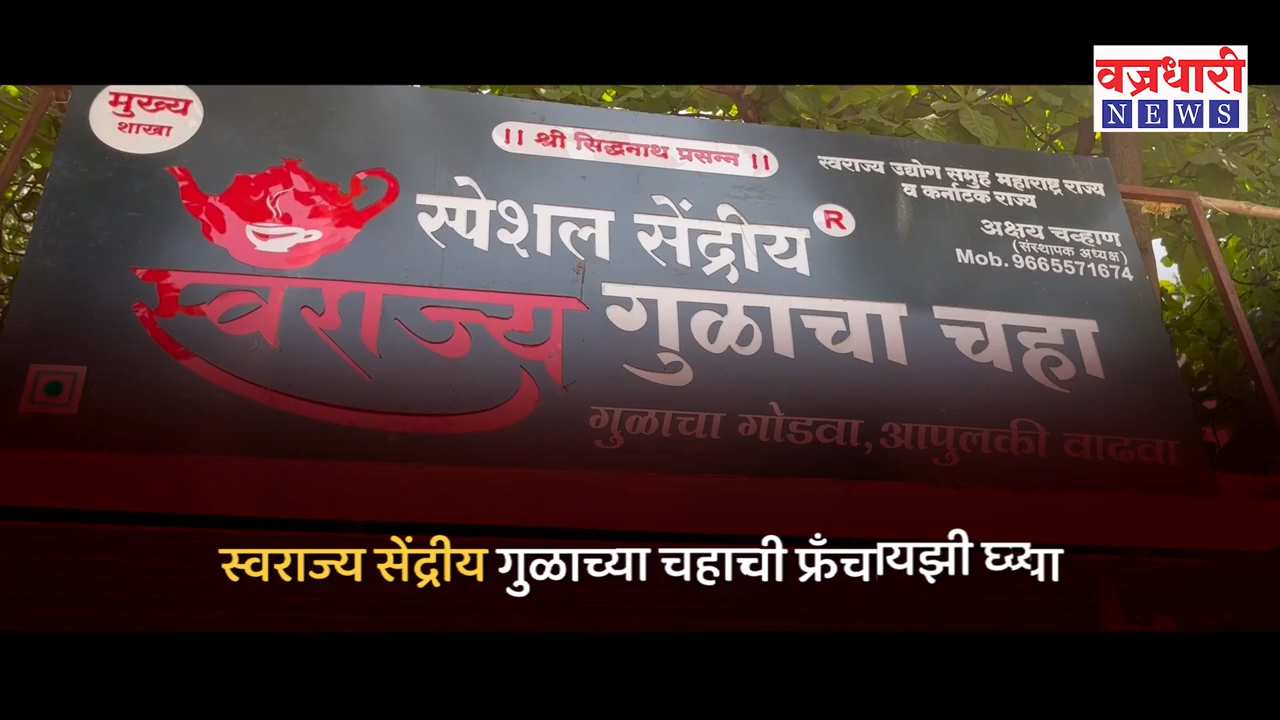 वज्रधारी
NEWS
मुख्य
शाखा
।। श्री सिद्धनाथ प्रसन्न ।।
स्वराज्य उद्योग समुह महाराष्ट्र राज्य
व कर्नाटक राज्य
अक्षय चव्हाण
(संस्थापक अध्यक्ष)
Mob. 9665571674
स्पेशल सेंद्रीय R
स्वराज्य गुळाचा चहा
गुळाचा गोडवा, आपुलकी वाढवा
स्वराज्य सेंद्रीय गुळाच्या चहाची फ्रँचायझी घ्या